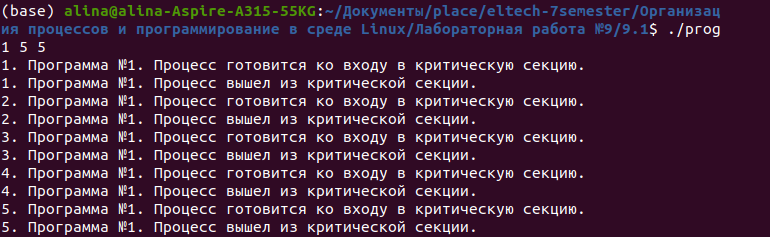 (base) alina@alina-Aspire-A315-55KG:~/Документы/place/eltech-7semester/Организац
ия процессов и программирование в среде Linux/Лабораторная работа №9/9.1$ ./prog
1 5 5
1. Программа №1. Процесс готовится ко входу в критическую секцию.
1. Программа №1. Процесс вышел из критической секции.
2. Программа №1. Процесс готовится ко входу в критическую секцию.
2. Программа №1. Процесс вышел из критической секции.
3. Программа №1. Процесс готовится ко входу в критическую секцию.
3. Программа №1. Процесс вышел из критической секции.
4. Программа №1. Процесс готовится ко входу в критическую секцию.
4. Программа №1. Процесс вышел из критической секции.
5. Программа №1. Процесс готовится ко входу в критическую секцию.
5. Программа №1. Процесс вышел из критической секции.